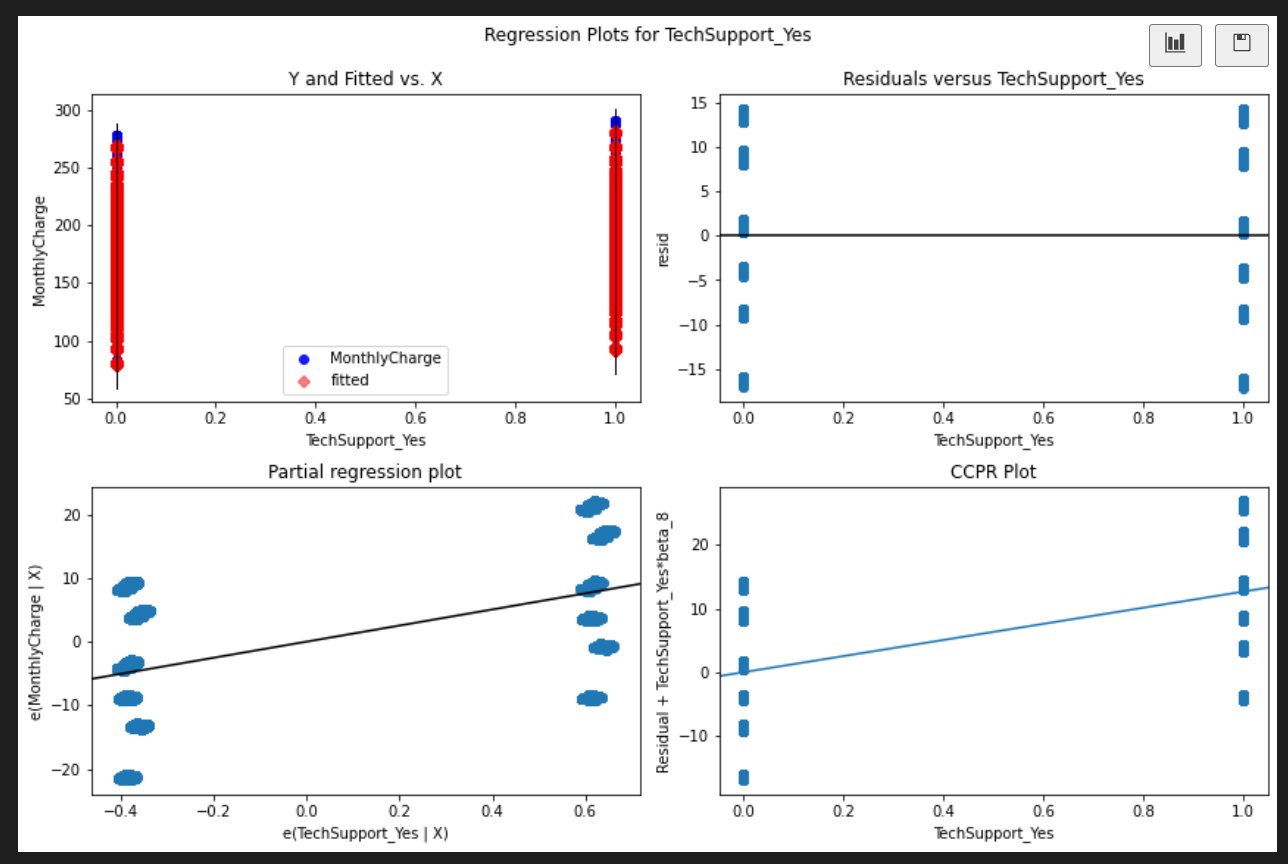 Regression Plots for TechSupport_Yes
Y and Fitted vs. X
300
250
200
150
100
50
MonthlyCharge
MonthlyCharge
fitted
0.0 0.2 0.4 0.6 0.8 1.0
TechSupport_Yes
Residuals versus TechSupport_Yes
15
10
5
0
−5
−10
−15
resid
0.0 0.2 0.4 0.6 0.8 1.0
TechSupport_Yes
Partial regression plot
20
10
0
−10
−20
e(MonthlyCharge | X)
−0.4 −0.2 0.0 0.2 0.4 0.6
e(TechSupport_Yes | X)
CCPR Plot
20
10
0
−10
Residual + TechSupport_Yes*beta_8
0.0 0.2 0.4 0.6 0.8 1.0
TechSupport_Yes